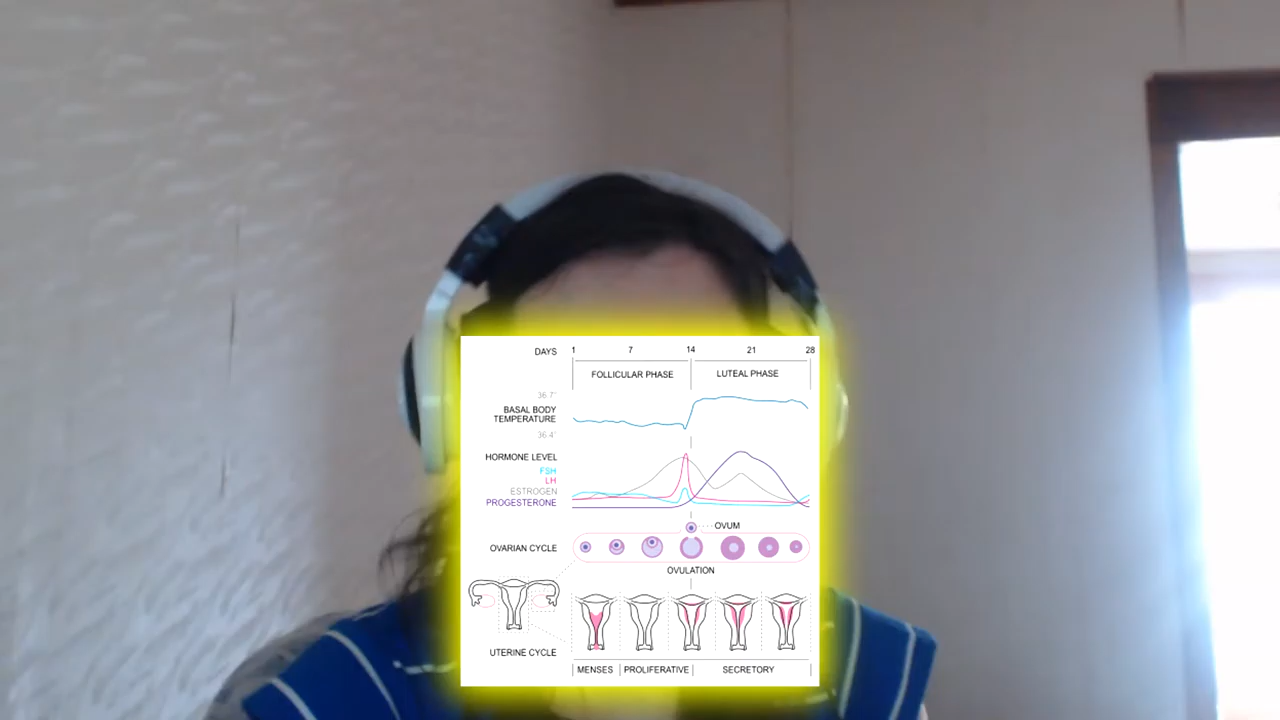 DAYS 1 7 14 21 28
FOLLICULAR PHASE LUTEAL PHASE
36.7°
BASAL BODY
TEMPERATURE
36.4°
HORMONE LEVEL
FSH
LH
ESTROGEN
PROGESTERONE
OVUM
OVARIAN CYCLE
OVULATION
UTERINE CYCLE
MENSES PROLIFERATIVE SECRETORY